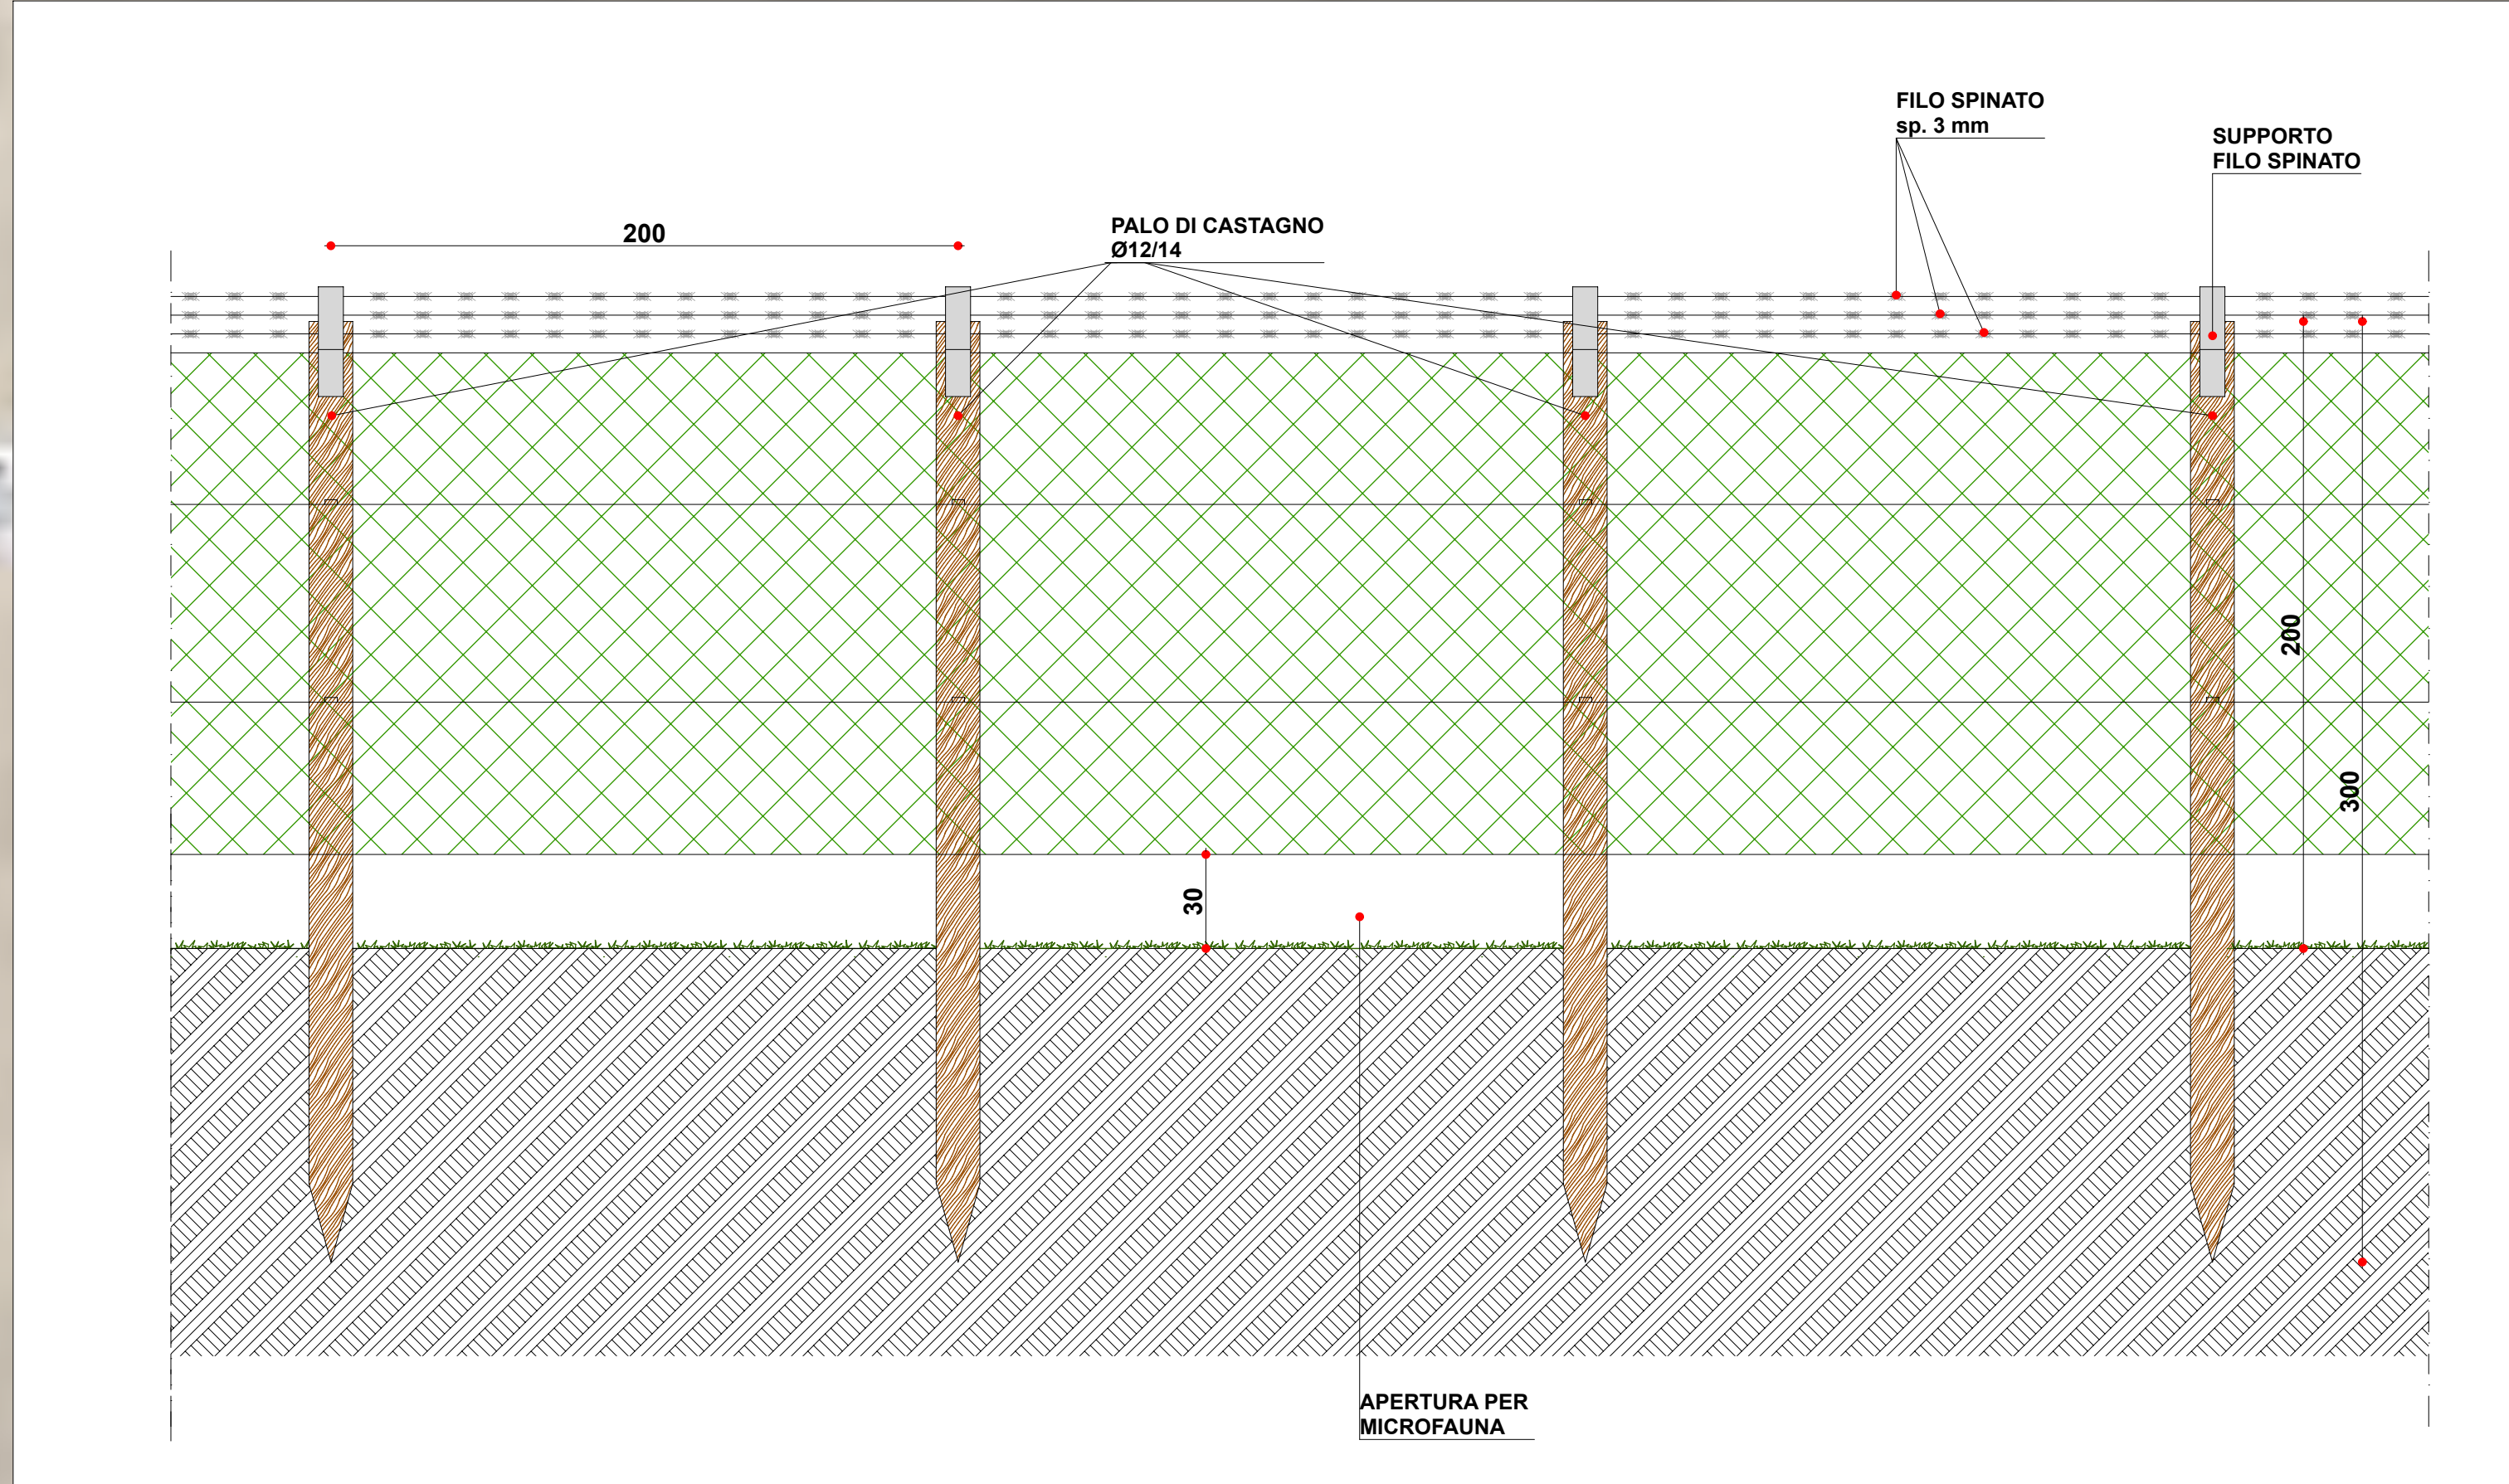 FILO SPINATO
sp. 3 mm
SUPPORTO
FILO SPINATO
PALO DI CASTAGNO
Ø12/14
200
200
300
30
APERTURA PER
MICROFAUNA